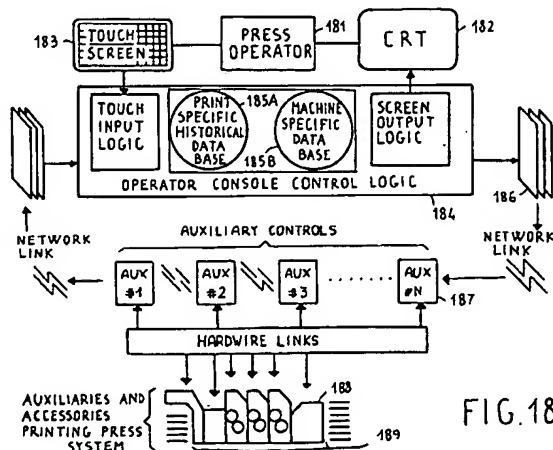 183
TOUCH
SCREEN
PRESS
OPERATOR
181
CRT
182
TOUCH
INPUT
LOGIC
PRINT
SPECIFIC
HISTORICAL
DATA
BASE
185A
185B
MACHINE
SPECIFIC
DATA
BASE
SCREEN
OUTPUT
LOGIC
OPERATOR CONSOLE CONTROL LOGIC
184
186
NETWORK
LINK
AUXILIARY CONTROLS
NETWORK
LINK
AUX
#1
AUX
#2
AUX
#3
AUX
#N
187
HARDWIRE LINKS
AUXILIARIES AND
ACCESSORIES
PRINTING PRESS
SYSTEM
188
189
FIG.18